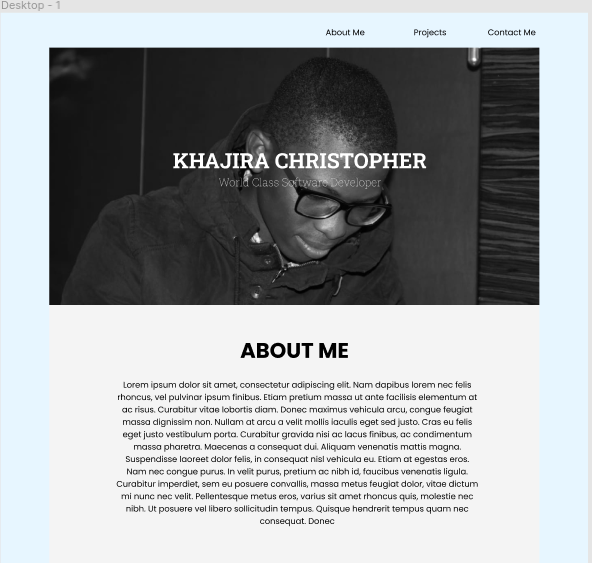 Desktop - 1
About Me Projects Contact Me
KHAJIRA CHRISTOPHER
World Class Software Developer
ABOUT ME
Lorem ipsum dolor sit amet, consectetur adipiscing elit. Nam dapibus lorem nec felis
rhoncus, vel pulvinar ipsum finibus. Etiam pretium massa ut ante facilisis elementum at
ac risus. Curabitur vitae lobortis diam. Donec maximus vehicula arcu, congue feugiat
massa dignissim non. Nullam at arcu a velit mollis iaculis eget sed justo. Cras eu felis
eget justo vestibulum porta. Curabitur gravida nisi ac lacus finibus, ac condimentum
massa pharetra. Maecenas a consequat dui. Aliquam venenatis mattis magna.
Suspendisse laoreet dolor felis, in consequat nisl vehicula eu. Etiam at egestas eros.
Nam nec congue purus. In velit purus, pretium ac nibh id, faucibus venenatis ligula.
Curabitur imperdiet, sem eu posuere convallis, massa metus feugiat dolor, vitae dictum
mi nunc nec velit. Pellentesque metus eros, varius sit amet rhoncus quis, molestie nec
nibh. Ut posuere vel libero sollicitudin tempus. Quisque hendrerit tempus quam nec
consequat. Donec